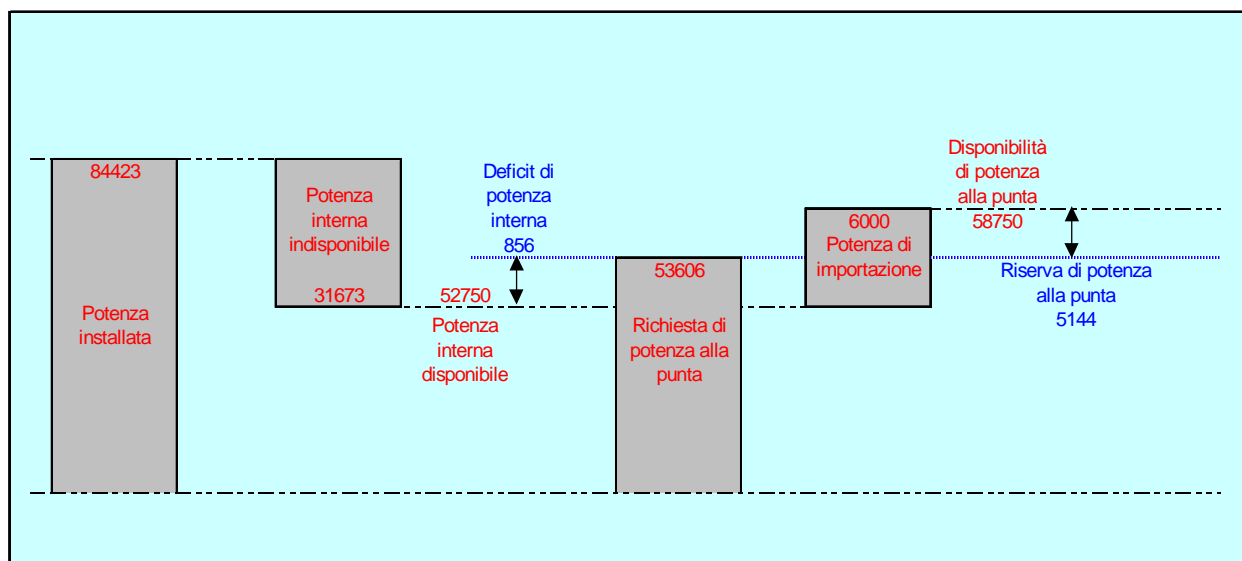 84423
Potenza
installata
Potenza
interna
indisponibile
31673
Deficit di
potenza
interna
856
52750
Potenza
interna
disponibile
53606
Richiesta di
potenza alla
punta
6000
Potenza di
importazione
Disponibilità
di potenza
alla punta
58750
Riserva di potenza
alla punta
5144